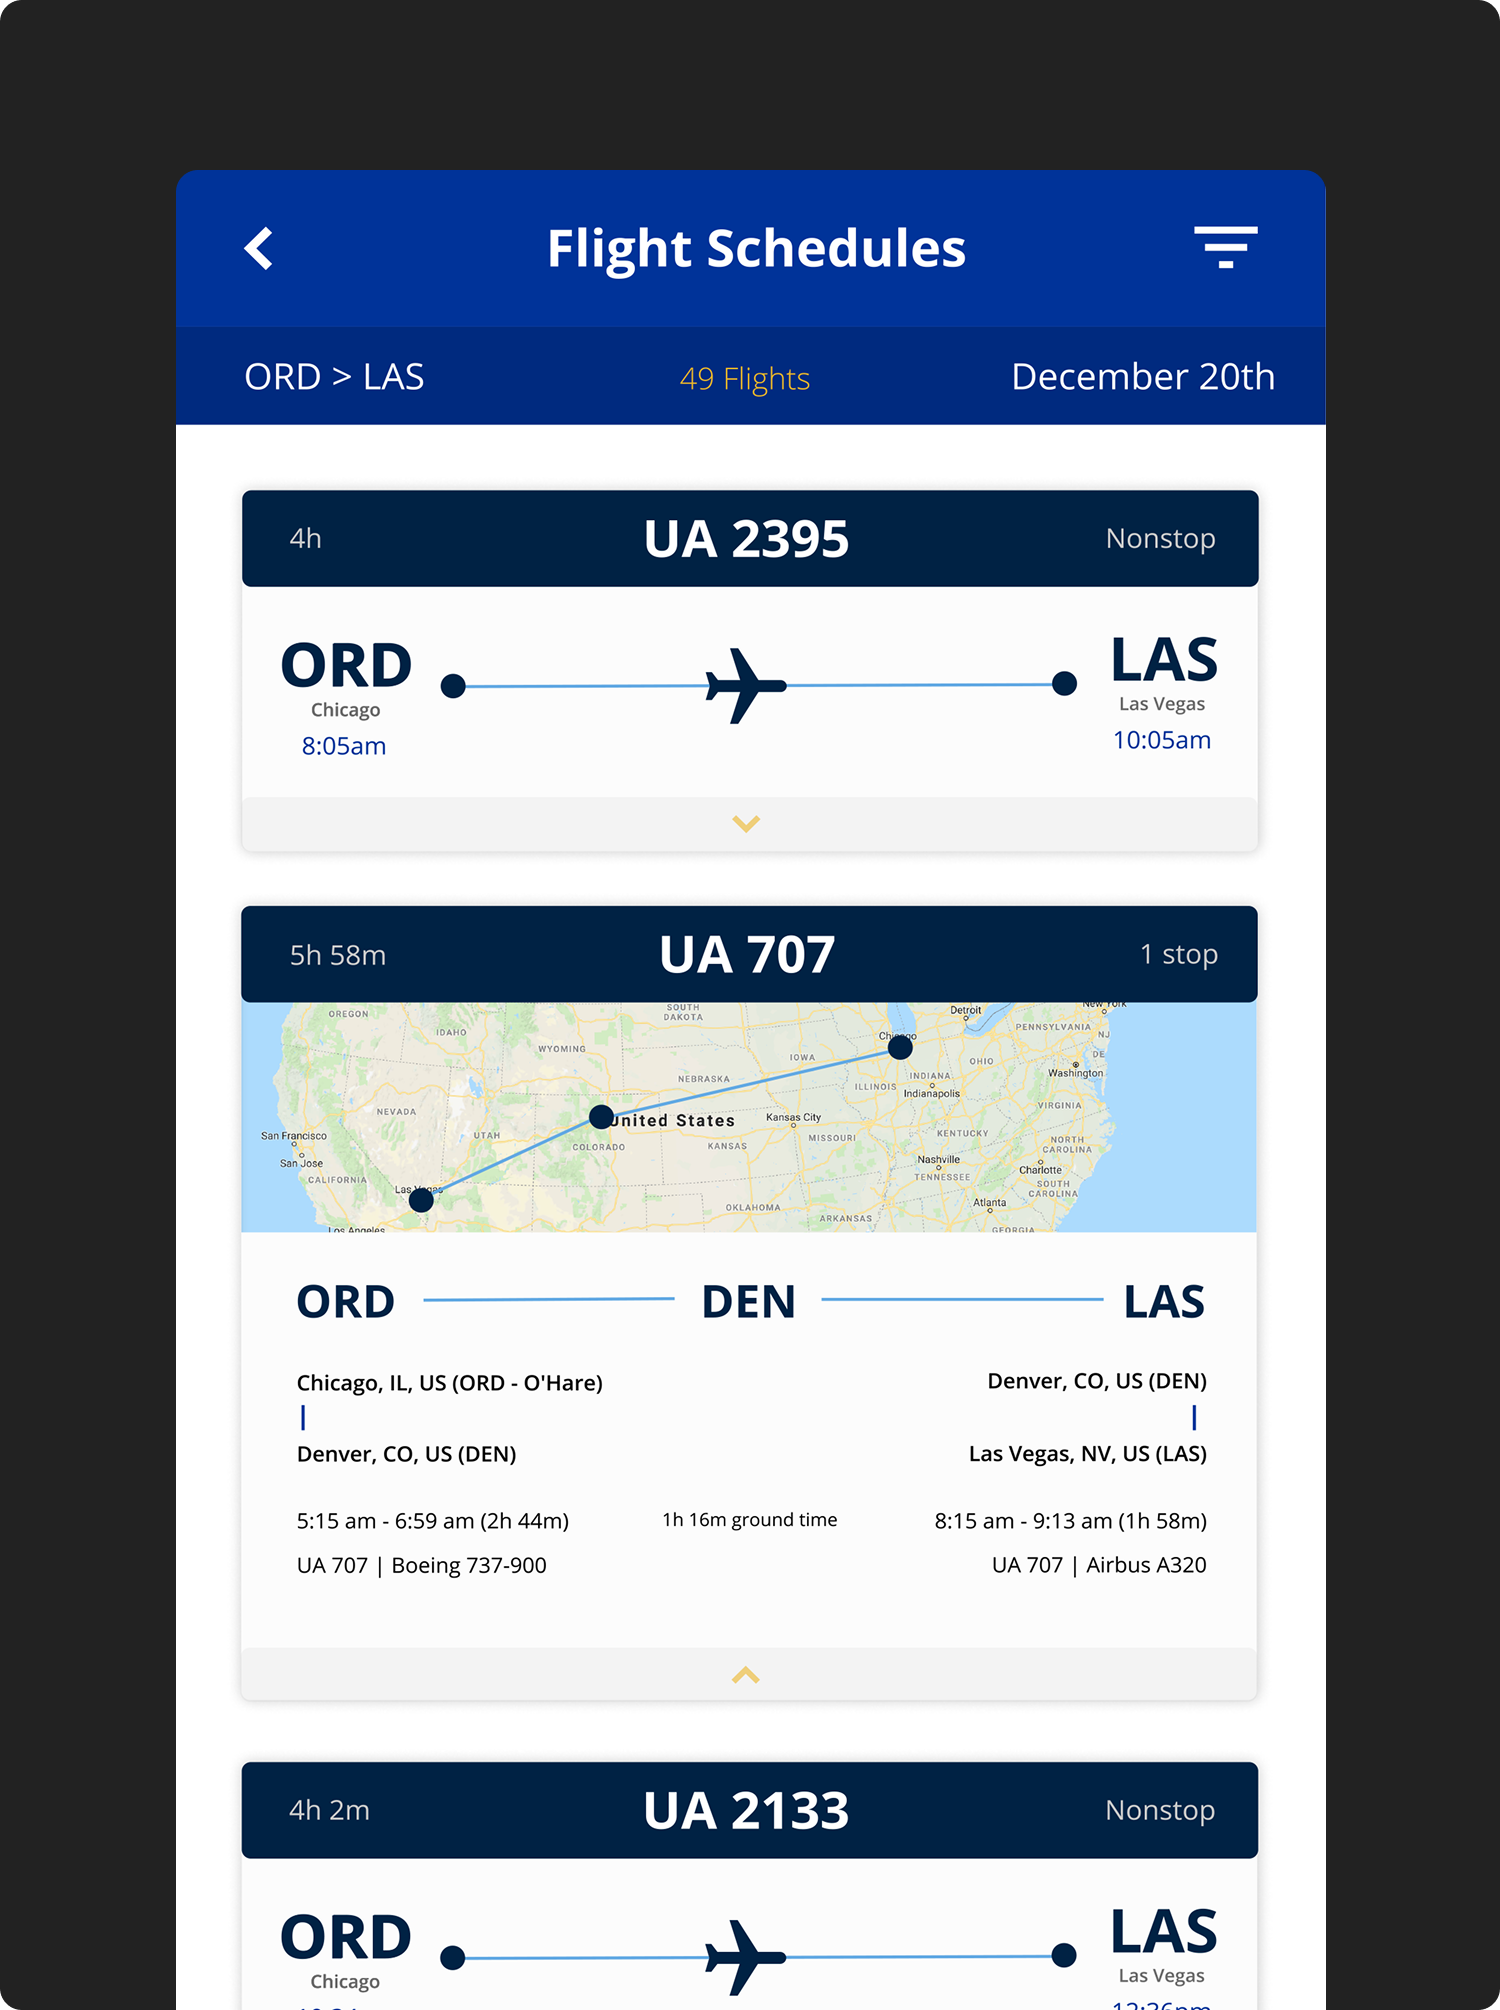 Flight Schedules
ORD > LAS 49 Flights December 20th
4h UA 2395 Nonstop
ORD LAS
Chicago Las Vegas
8:05am 10:05am
5h 58m UA 707 1 stop
OREGON
IDAHO
WYOMING
SOUTH
DAKOTA
Detroit
New York
PENNSYLVANIA
NJ
Chicago
IOWA
OHIO
DE
Washington
NEBRASKA
ILLINOIS
INDIANA
Indianapolis
NEVADA
VIRGINIA
United States
Kansas City
San Francisco
UTAH
COLORADO
KANSAS
MISSOURI
KENTUCKY
NORTH
CAROLINA
San Jose
Nashville
TENNESSEE
Charlotte
CALIFORNIA
Las Vegas
SOUTH
CAROLINA
OKLAHOMA
ARKANSAS
Atlanta
Los Angeles
GEORGIA
ORD DEN LAS
Chicago, IL, US (ORD - O'Hare) Denver, CO, US (DEN)
Denver, CO, US (DEN) Las Vegas, NV, US (LAS)
5:15 am - 6:59 am (2h 44m) 1h 16m ground time 8:15 am - 9:13 am (1h 58m)
UA 707 | Boeing 737-900 UA 707 | Airbus A320
4h 2m UA 2133 Nonstop
ORD LAS
Chicago Las Vegas
12:36pm